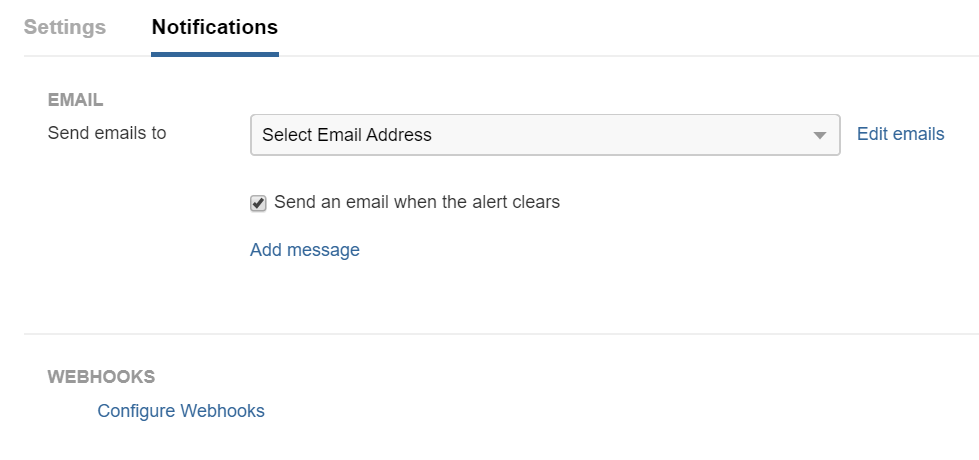 Settings Notifications
EMAIL
Send emails to Select Email Address Edit emails
Send an email when the alert clears
Add message
WEBHOOKS
Configure Webhooks